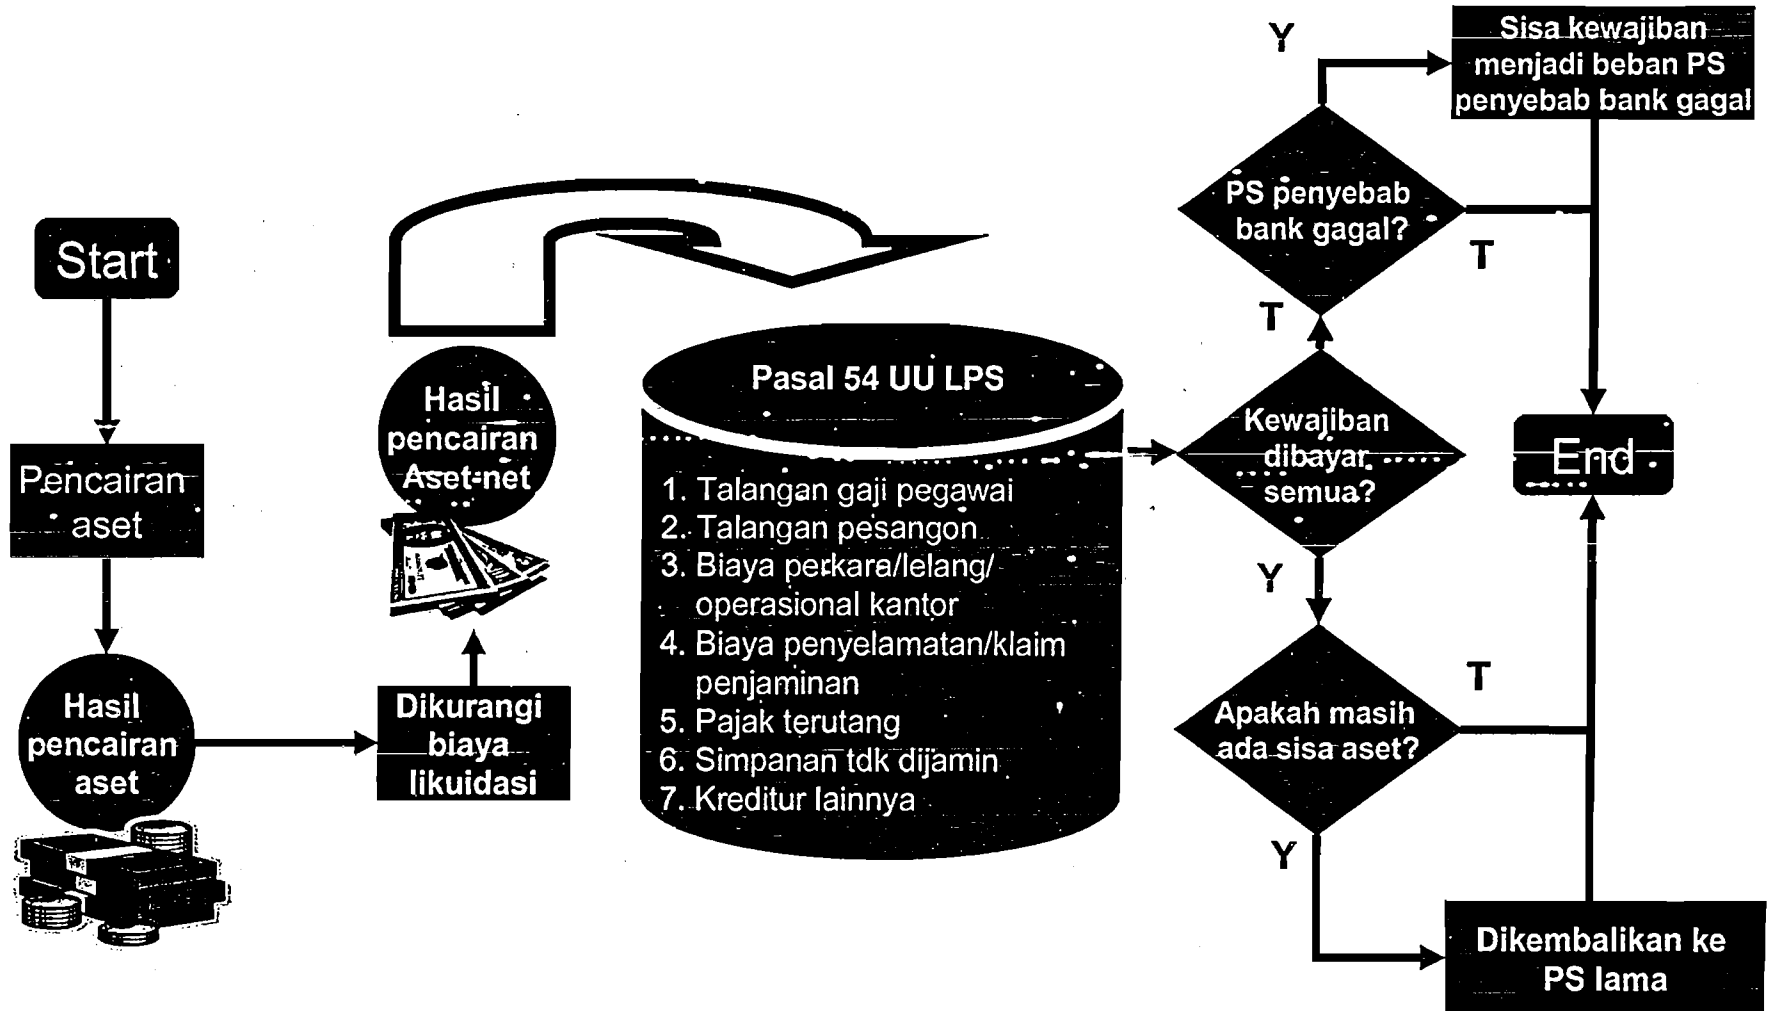 Start
Pencairan
aset
Hasil
pencairan
aset
Dikurangi
biaya
likuidasi
Hasil
pencairan
Aset-net
Pasal 54 UU LPS
1. Talangan gaji pegawai
2. Talangan pesangon
3. Biaya perkara/lelang/
operasional kantor
4. Biaya penyelamatan/klaim
penjaminan
5. Pajak terutang
6. Simpanan tdk dijamin
7. Kreditur lainnya
Kewajiban
dibayar
semua?
T
PS penyebab
bank gagal?
Y
T
Sisa kewajiban
menjadi beban PS
penyebab bank gagal
End
Y
Apakah masih
ada sisa aset?
T
Y
Dikembalikan ke
PS lama